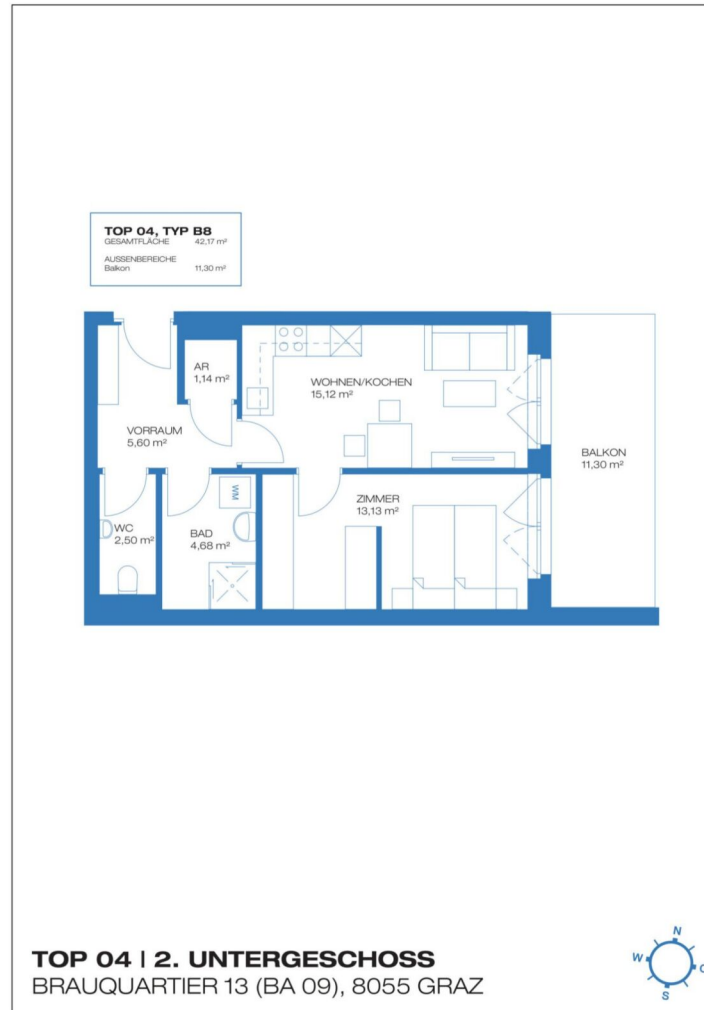 TOP 04, TYP B8
GESAMTFLÄCHE 42,17 m²
AUSSENBEREICHE
Balkon 11,30 m²
AR
1,14 m²
WOHNEN/KOCHEN
15,12 m²
VORRAUM
5,60 m²
BALKON
11,30 m²
ZIMMER
13,13 m²
WM
WC
2,50 m²
BAD
4,68 m²
TOP 04 | 2. UNTERGESCHOSS
BRAUQUARTIER 13 (BA 09), 8055 GRAZ
N
W
O
S